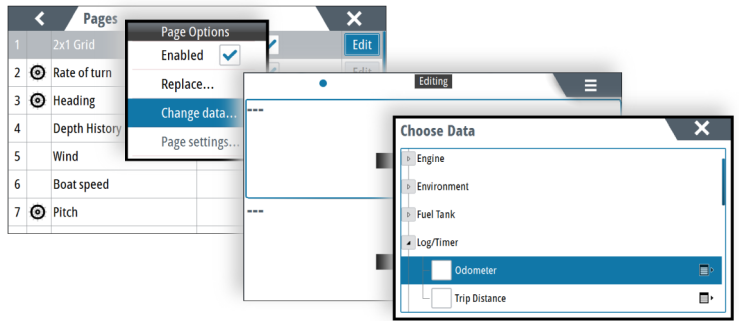 Pages
1 2x1 Grid Edit
2 Rate of turn Edit
3 Heading
4 Depth History
5 Wind
6 Boat speed
7 Pitch
Page Options
Enabled
Replace...
Change data...
Page settings...
Editing
---
---
Choose Data
Engine
Environment
Fuel Tank
Log/Timer
Odometer
Trip Distance